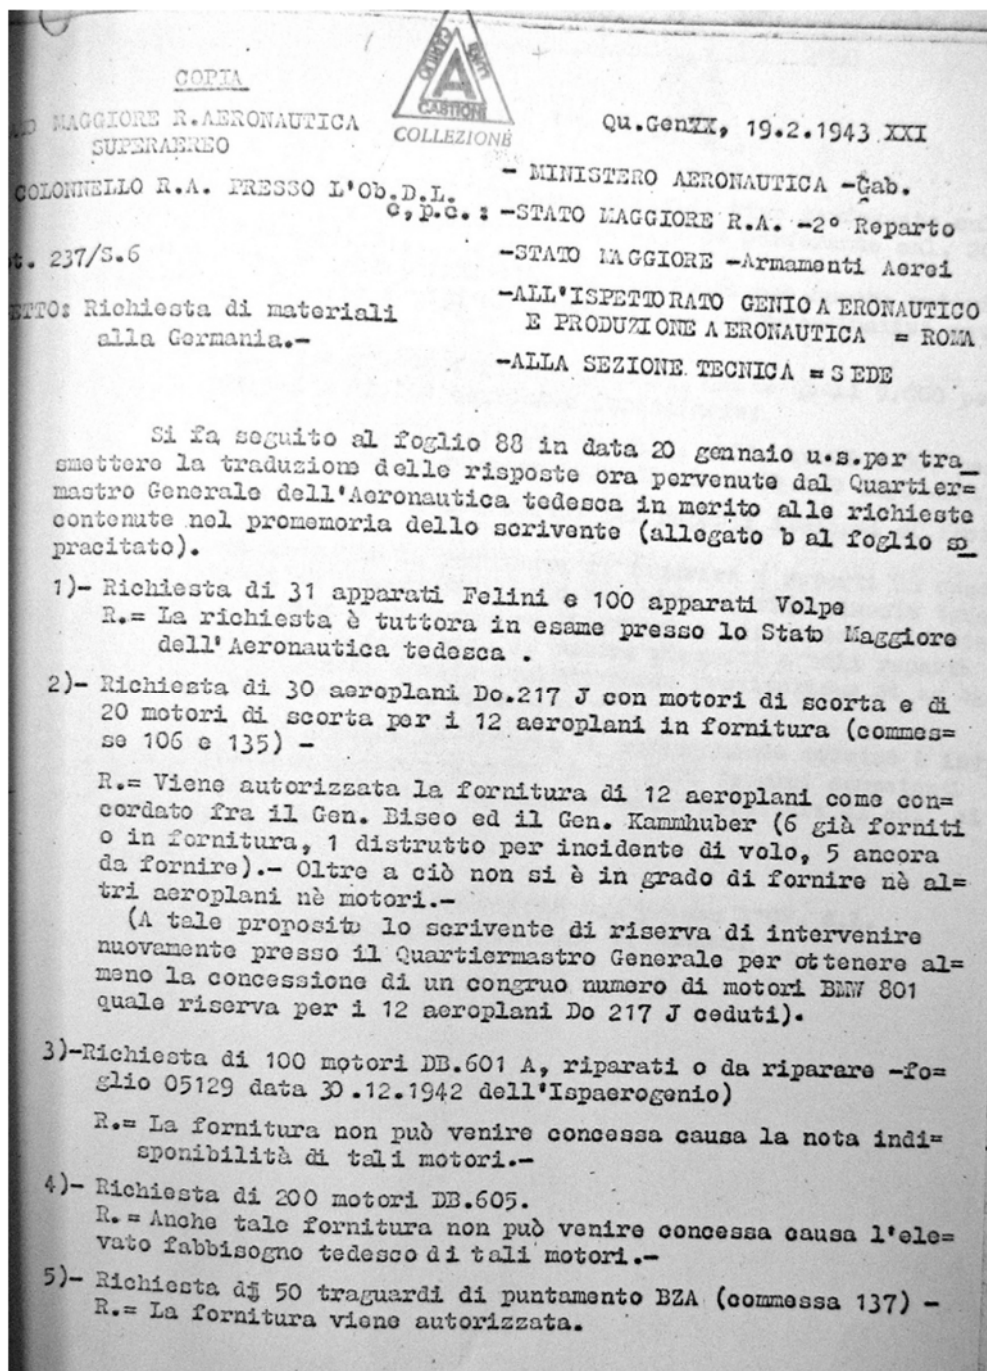 COPIA
MAGGIORE R.AERONAUTICA
SUPERAEREO
COLONNELLO R.A. PRESSO L'Ob.D.L.
237/S.6
Richiesta di materiali
alla Germania.-
A
CASTIONI
COLLEZIONE
Qu.GenXX, 19.2.1943 XXI
- MINISTERO AERONAUTICA -Gab.
c,p.c.: -STATO MAGGIORE R.A. -2° Reparto
-STATO MAGGIORE -Armamenti Aerei
-ALL'ISPETTORATO GENIO A ERONAUTICO
E PRODUZIONE A ERONAUTICA = ROMA
-ALLA SEZIONE TECNICA = S EDE
Si fa seguito al foglio 88 in data 20 gennaio u.s.per tra_
smettere la traduzione delle risposte ora pervenute dal Quartier=
mastro Generale dell'Aeronautica tedesca in merito alle richieste
contenute nel promemoria dello scrivente (allegato b al foglio so_
pracitato).
1)- Richiesta di 31 apparati Felini e 100 apparati Volpe
R.= La richiesta è tuttora in esame presso lo Stato Maggiore
dell'Aeronautica tedesca .
2)- Richiesta di 30 aeroplani Do.217 J con motori di scorta e di
20 motori di scorta per i 12 aeroplani in fornitura (commes=
se 106 e 135) -
R.= Viene autorizzata la fornitura di 12 aeroplani come con=
cordato fra il Gen. Biseo ed il Gen. Kammhuber (6 già forniti
o in fornitura, 1 distrutto per incidente di volo, 5 ancora
da fornire).- Oltre a ciò non si è in grado di fornire nè al=
tri aeroplani nè motori.-
(A tale proposito lo scrivente di riserva di intervenire
nuovamente presso il Quartiermastro Generale per ottenere al=
meno la concessione di un congruo numero di motori BMW 801
quale riserva per i 12 aeroplani Do 217 J ceduti).
3)-Richiesta di 100 motori DB.601 A, riparati o da riparare -fo=
glio 05129 data 30.12.1942 dell'Ispaerogenio)
R.= La fornitura non può venire concessa causa la nota indi=
sponibilità di tali motori.-
4)- Richiesta di 200 motori DB.605.
R.= Anche tale fornitura non può venire concessa causa l'ele=
vato fabbisogno tedesco di tali motori.-
5)- Richiesta di 50 traguardi di puntamento BZA (commessa 137) -
R.= La fornitura viene autorizzata.